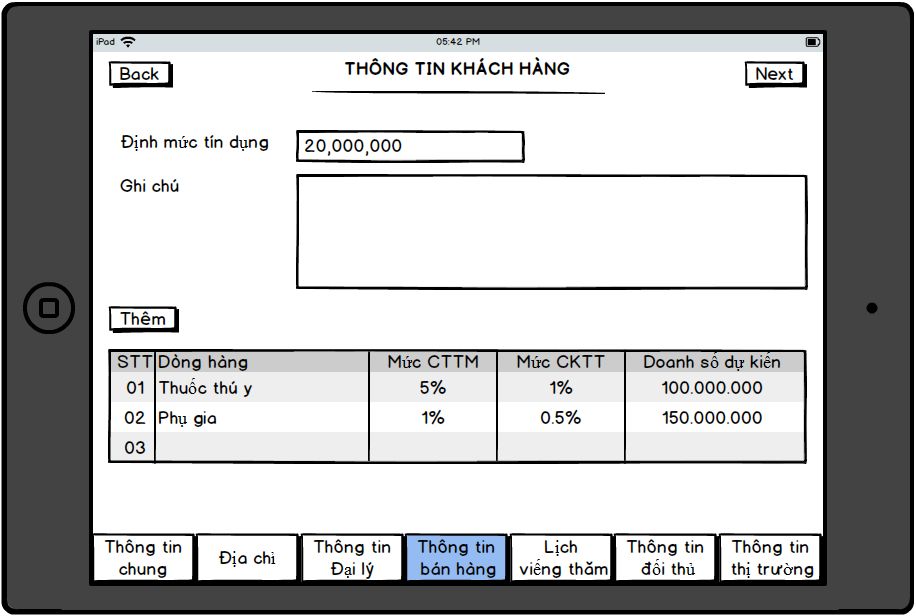 iPad 05:42 PM
Back THÔNG TIN KHÁCH HÀNG Next
Định mức tín dụng 20,000,000
Ghi chú
Thêm
STT Dòng hàng Mức CTTM Mức CKTT Doanh số dự kiến
01 Thuốc thú y 5% 1% 100.000.000
02 Phụ gia 1% 0.5% 150.000.000
03
Thông tin chung
Địa chỉ
Thông tin Đại lý
Thông tin bán hàng
Lịch viếng thăm
Thông tin đối thủ
Thông tin thị trường